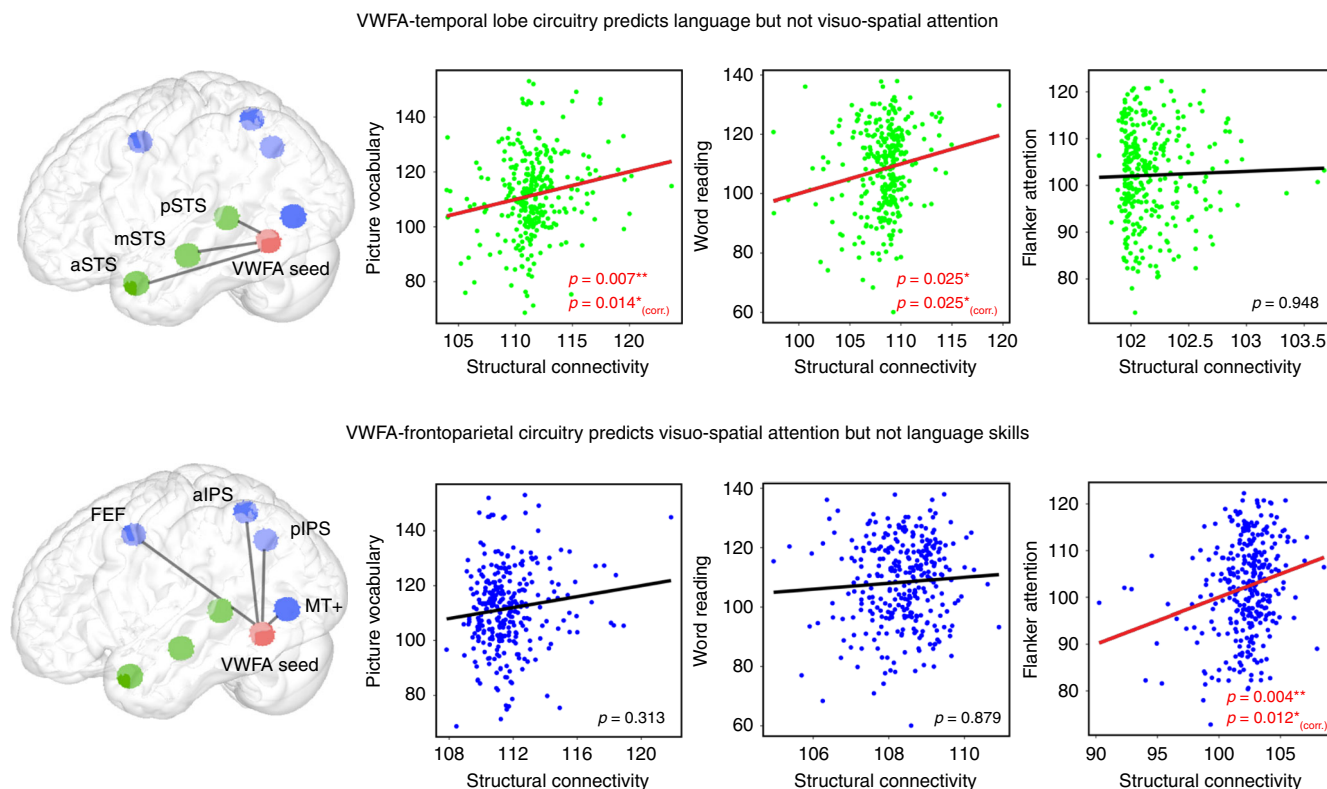 VWFA-temporal lobe circuitry predicts language but not visuo-spatial attention
pSTS
mSTS
aSTS
VWFA seed
Picture vocabulary
140
120
100
80
p = 0.007**
p = 0.014*(corr.)
105
110
115
120
Structural connectivity
Word reading
140
120
100
80
60
p = 0.025*
p = 0.025*(corr.)
100
105
110
115
120
Structural connectivity
Flanker attention
120
110
100
90
80
p = 0.948
102
102.5
103
103.5
Structural connectivity
VWFA-frontoparietal circuitry predicts visuo-spatial attention but not language skills
aIPS
FEF
pIPS
MT+
VWFA seed
Picture vocabulary
140
120
100
80
p = 0.313
108
112
116
120
Structural connectivity
Word reading
140
120
100
80
60
p = 0.879
106
108
110
Structural connectivity
Flanker attention
120
110
100
90
80
p = 0.004**
p = 0.012*(corr.)
90
95
100
105
Structural connectivity